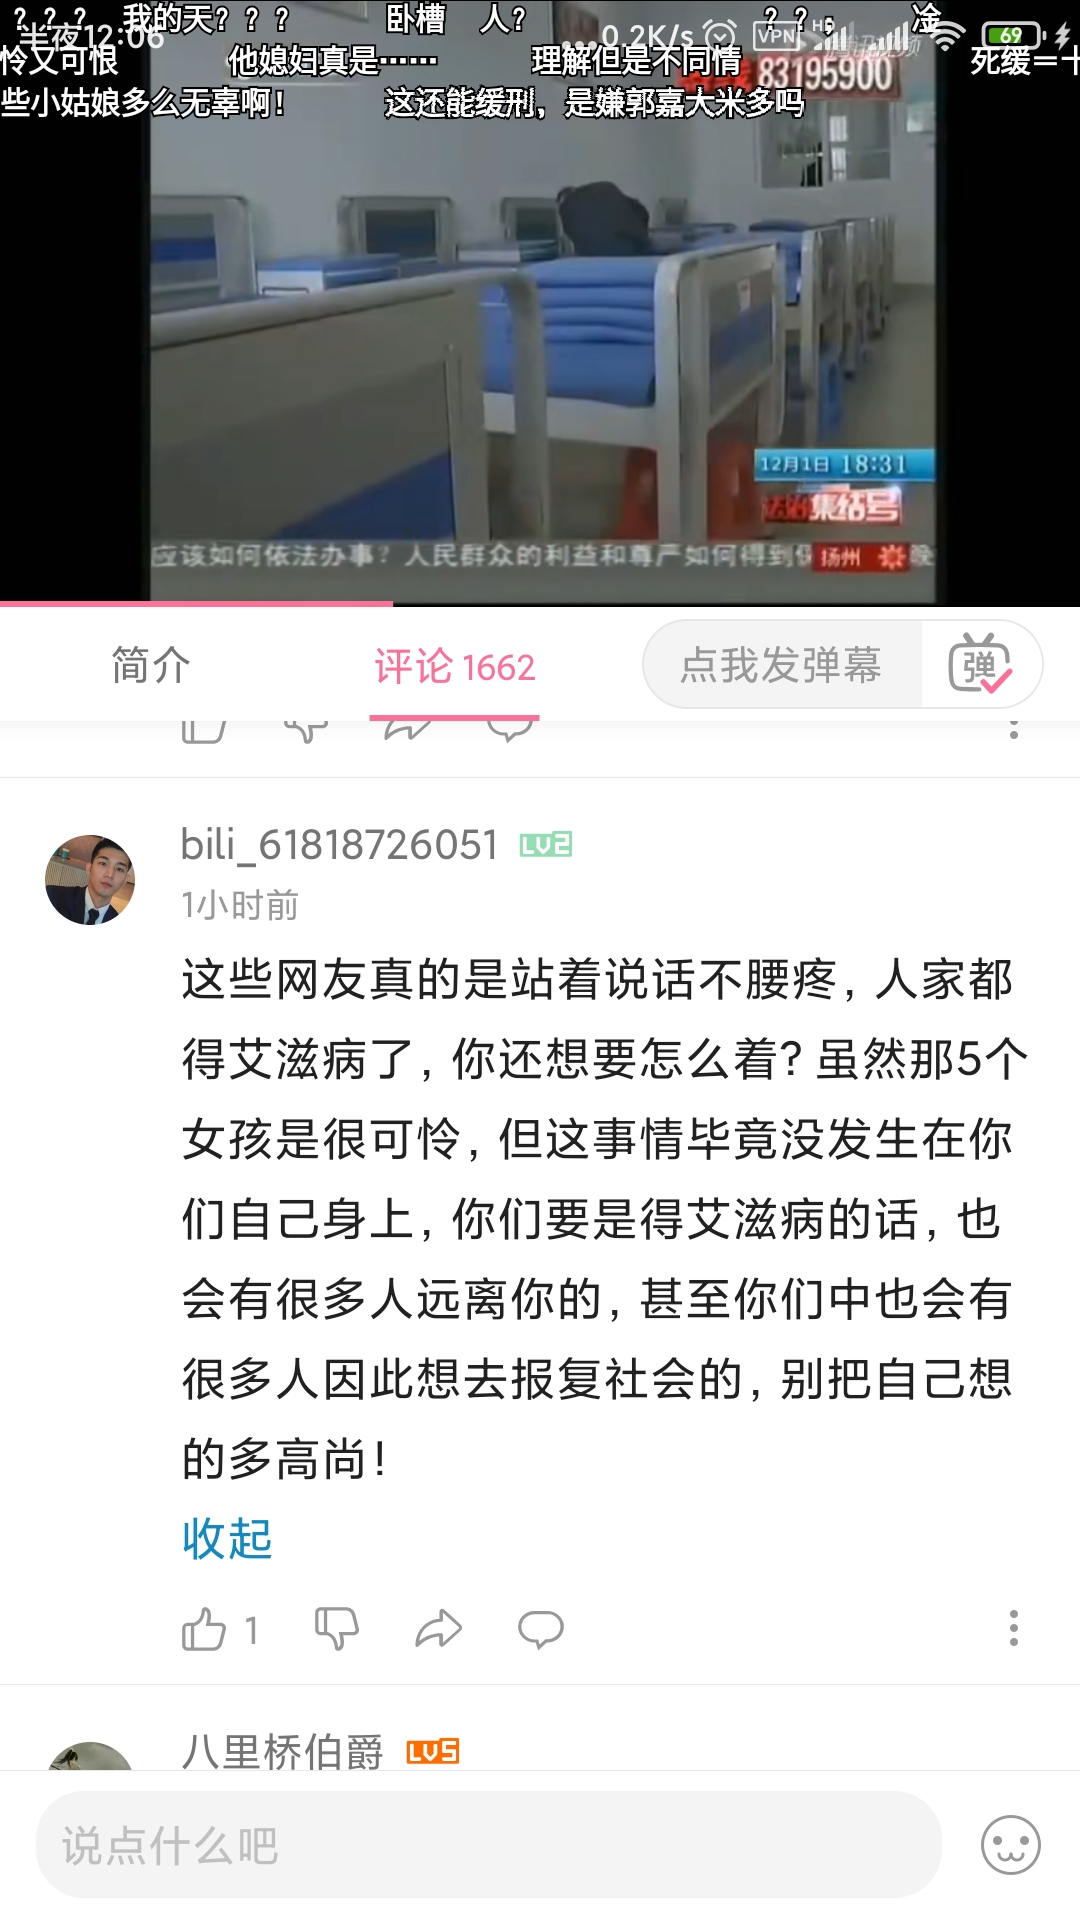 ？？？ 我的天？？？ 卧槽 人？ ？？； 淦
半夜12:06 0.2K/s VPN 69
怜又可恨 他媳妇真是…… 理解但是不同情 死缓＝十
83195900
些小姑娘多么无辜啊！ 这还能缓刑，是嫌郭嘉大米多吗
12月1日 18:31
法治集结号
应该如何依法办事？人民群众的利益和尊严如何得到保 扬州 晚
简介
评论 1662
点我发弹幕
弹
bili_61818726051 LV2
1小时前
这些网友真的是站着说话不腰疼，人家都
得艾滋病了，你还想要怎么着？虽然那5个
女孩是很可怜，但这事情毕竟没发生在你
们自己身上，你们要是得艾滋病的话，也
会有很多人远离你的，甚至你们中也会有
很多人因此想去报复社会的，别把自己想
的多高尚！
收起
1
八里桥伯爵 LV5
说点什么吧